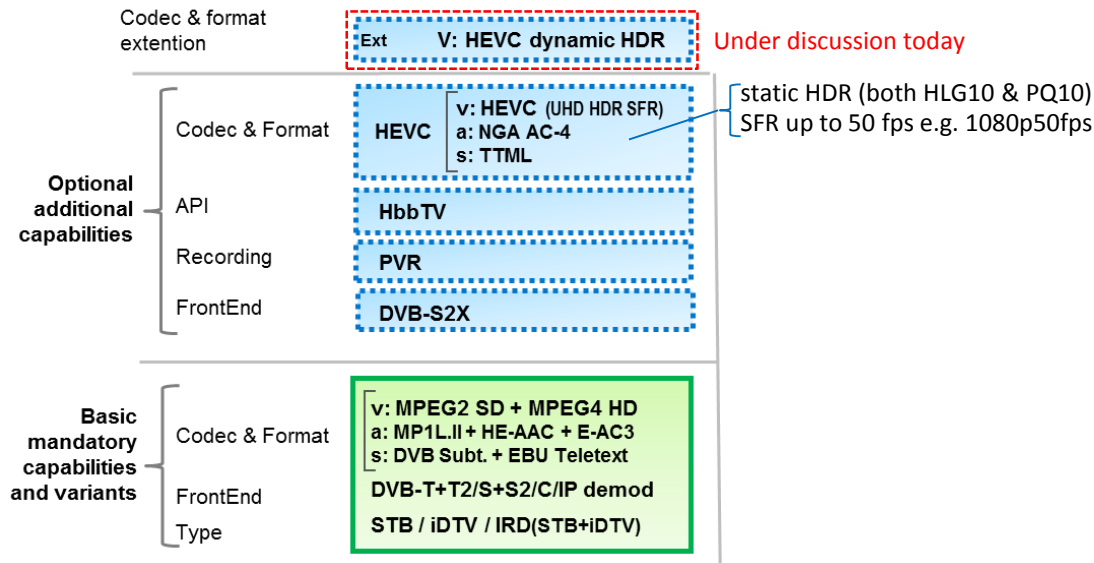 Codec & format
extention
Ext V: HEVC dynamic HDR
Under discussion today
static HDR (both HLG10 & PQ10)
SFR up to 50 fps e.g. 1080p50fps
Optional
additional
capabilities
Codec & Format
HEVC
v: HEVC (UHD HDR SFR)
a: NGA AC-4
s: TTML
API
HbbTV
Recording
PVR
FrontEnd
DVB-S2X
Basic
mandatory
capabilities
and variants
Codec & Format
v: MPEG2 SD + MPEG4 HD
a: MP1L.II + HE-AAC + E-AC3
s: DVB Subt. + EBU Teletext
FrontEnd
DVB-T+T2/S+S2/C/IP demod
Type
STB / iDTV / IRD(STB+iDTV)